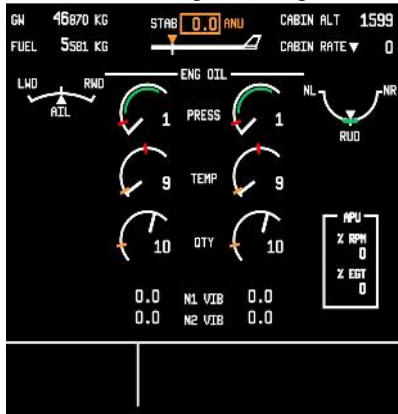 GW 46870 KG STAB 0.0 ANU CABIN ALT 1599
FUEL 5581 KG CABIN RATE▼ 0
ENG OIL
LWD RWD NL NR
AIL RUD
1 PRESS 1
9 TEMP 9
10 QTY 10
APU
% RPM
0
% EGT
0
0.0 N1 VIB 0.0
0.0 N2 VIB 0.0